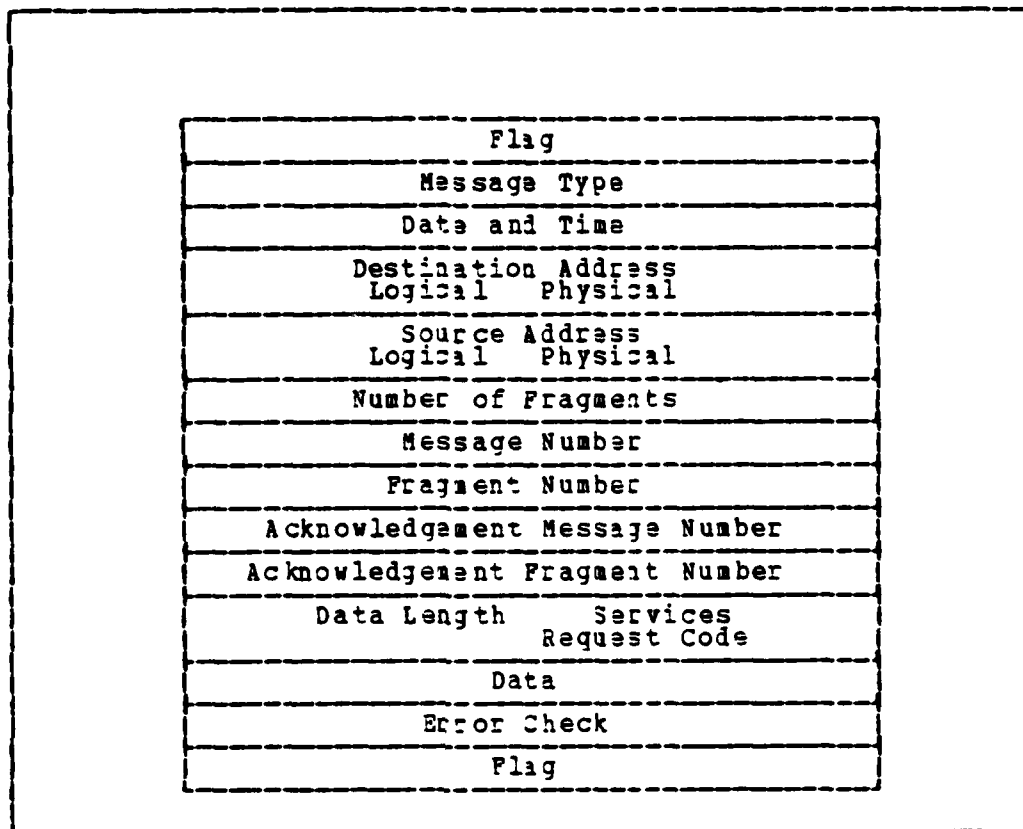 Flag
Message Type
Date and Time
Destination Address
Logical Physical
Source Address
Logical Physical
Number of Fragments
Message Number
Fragment Number
Acknowledgement Message Number
Acknowledgement Fragment Number
Data Length Services
Request Code
Data
Error Check
Flag